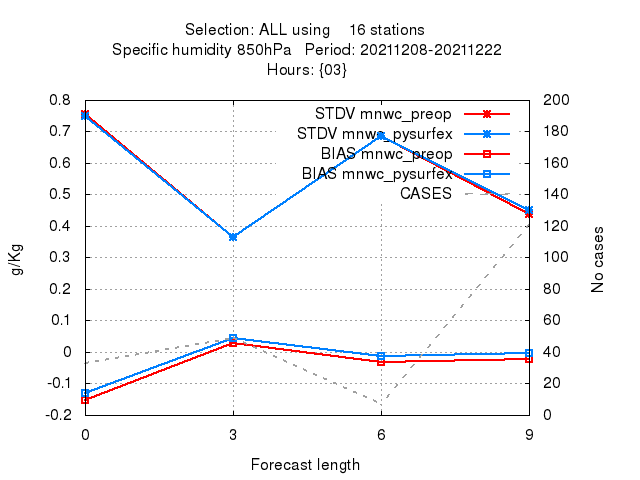 Selection: ALL using 16 stations
Specific humidity 850hPa Period: 20211208-20211222
Hours: {03}
0.8 200
STDV mnwc_preop
0.7 180
STDV mnwc_pysurfex
0.6 160
BIAS mnwc_preop
BIAS mnwc_pysurfex
0.5 140
CASES
0.4 120
0.3 100
0.2 80
0.1 60
0 40
-0.1 20
-0.2 0
g/Kg
No cases
0 3 6 9
Forecast length